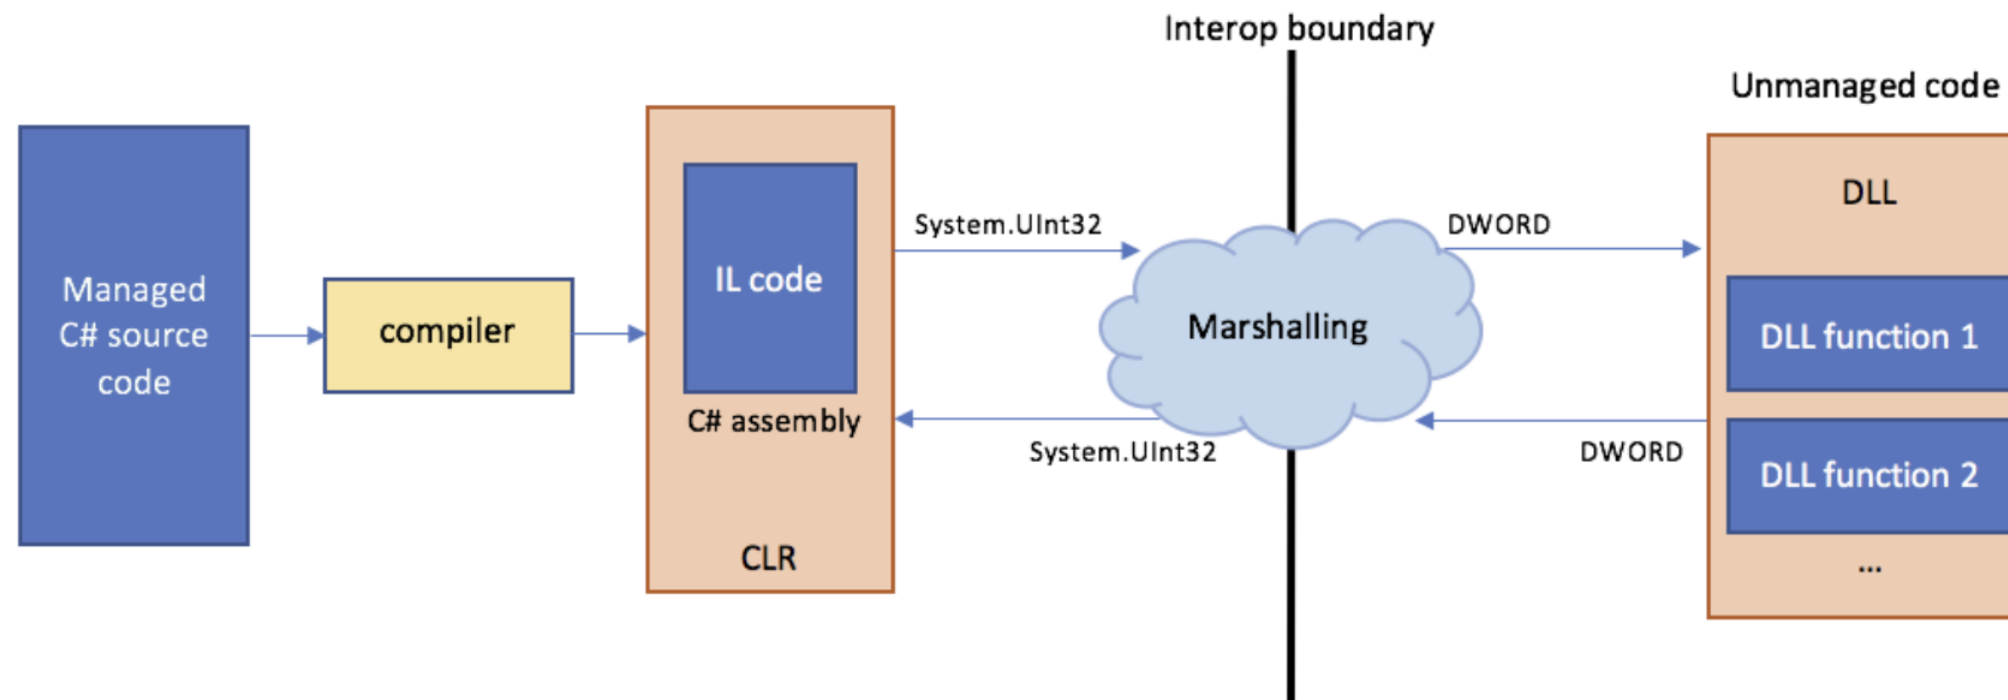 Interop boundary
Unmanaged code
Managed
C# source
code
compiler
IL code
C# assembly
CLR
System.UInt32
System.UInt32
Marshalling
DWORD
DWORD
DLL
DLL function 1
DLL function 2
...